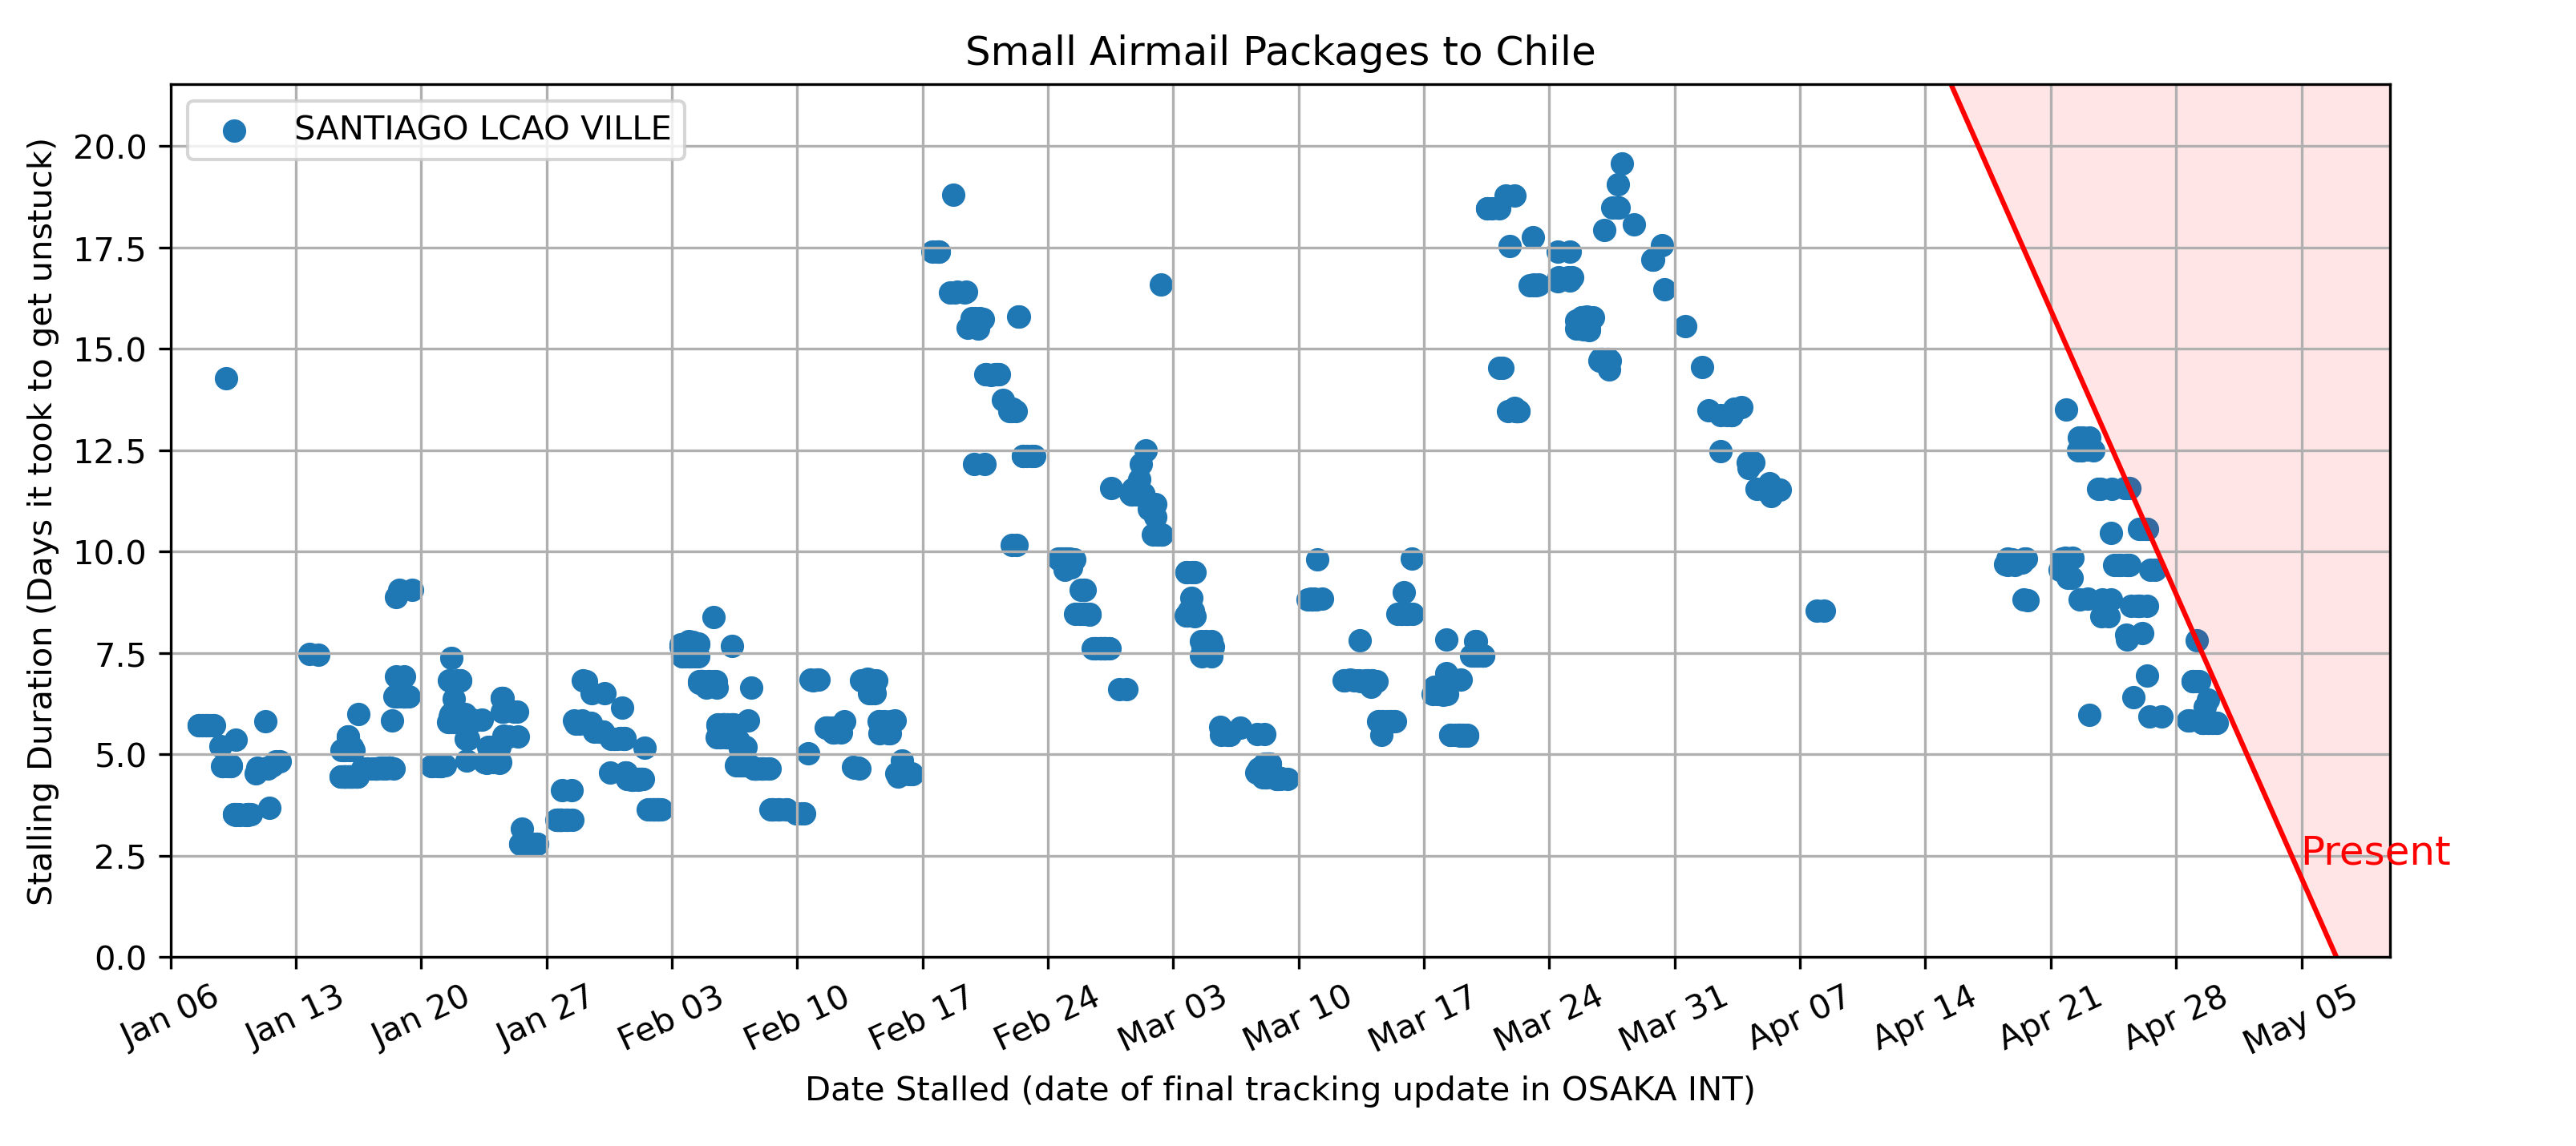 Small Airmail Packages to Chile
SANTIAGO LCAO VILLE
Stalling Duration (Days it took to get unstuck)
20.0
17.5
15.0
12.5
10.0
7.5
5.0
2.5
0.0
Present
Jan 06
Jan 13
Jan 20
Jan 27
Feb 03
Feb 10
Feb 17
Feb 24
Mar 03
Mar 10
Mar 17
Mar 24
Mar 31
Apr 07
Apr 14
Apr 21
Apr 28
May 05
Date Stalled (date of final tracking update in OSAKA INT)